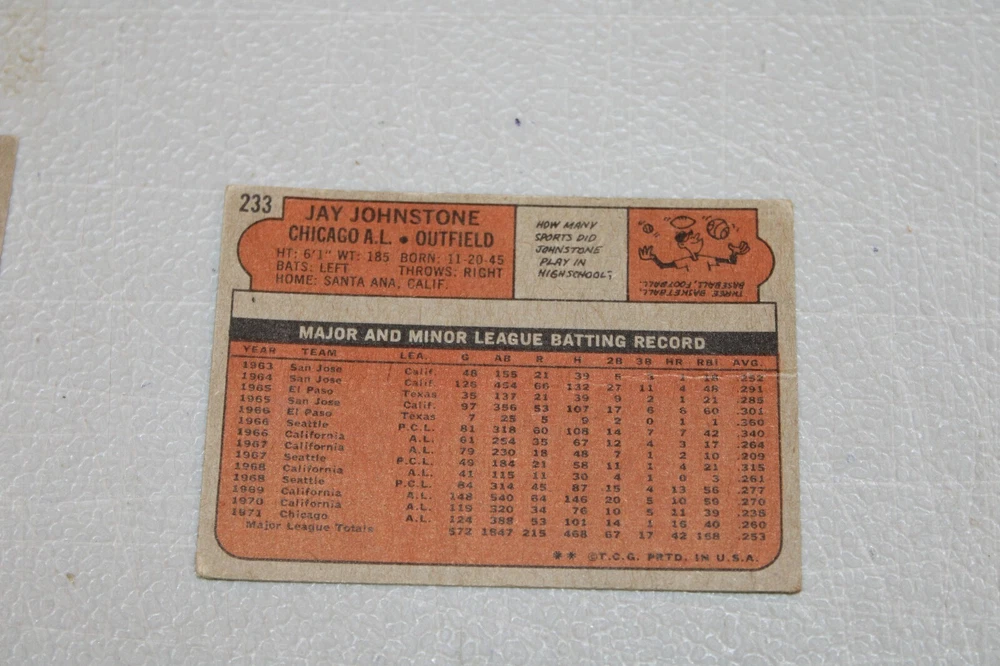 233
JAY JOHNSTONE
CHICAGO A.L. • OUTFIELD
HT: 6'1" WT: 185 BORN: 11-20-45
BATS: LEFT THROWS: RIGHT
HOME: SANTA ANA, CALIF.
HOW MANY
SPORTS DID
JOHNSTONE
PLAY IN
HIGH SCHOOL?
THREE BASKETBALL,
BASEBALL, FOOTBALL.
MAJOR AND MINOR LEAGUE BATTING RECORD
YEAR TEAM LEA. G AB R H 2B 3B HR RBI AVG.
1963 San Jose Calif. 48 155 21 39 5 3 1 18 .252
1964 San Jose Calif. 126 454 66 132 27 11 4 48 .291
1965 El Paso Texas 35 137 21 39 9 2 1 21 .285
1965 San Jose Calif. 97 356 53 107 17 6 6 60 .301
1966 El Paso Texas 7 25 5 9 2 0 1 1 .360
1966 Seattle P.C.L. 81 318 60 108 14 7 7 42 .340
1966 California A.L. 61 254 35 67 12 4 3 17 .264
1967 California A.L. 79 230 18 48 7 1 2 10 .209
1967 Seattle P.C.L. 49 184 21 58 11 1 4 21 .315
1968 California A.L. 41 115 11 30 4 1 0 3 .261
1968 Seattle P.C.L. 84 314 45 87 15 4 13 56 .277
1969 California A.L. 148 540 64 146 20 5 10 59 .270
1970 California A.L. 119 320 34 76 10 5 11 39 .238
1971 Chicago A.L. 124 388 53 101 14 1 16 40 .260
Major League Totals 572 1847 215 468 67 17 42 168 .253
** ©T.C.G. PRTD. IN U.S.A.